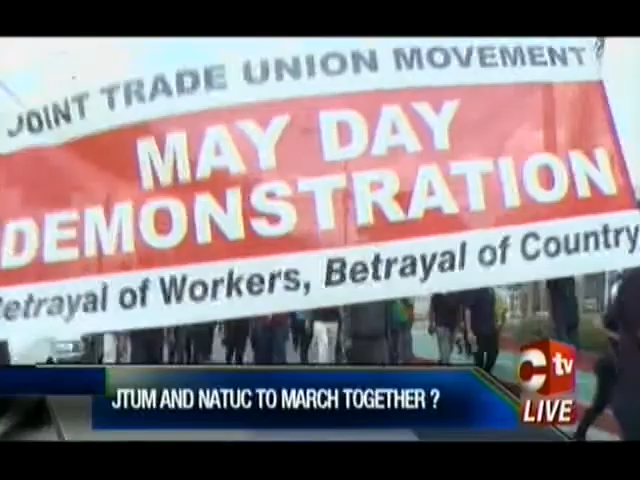 JOINT TRADE UNION MOVEMENT
MAY DAY
DEMONSTRATION
Betrayal of Workers, Betrayal of Country
JTUM AND NATUC TO MARCH TOGETHER ?
C tv
LIVE